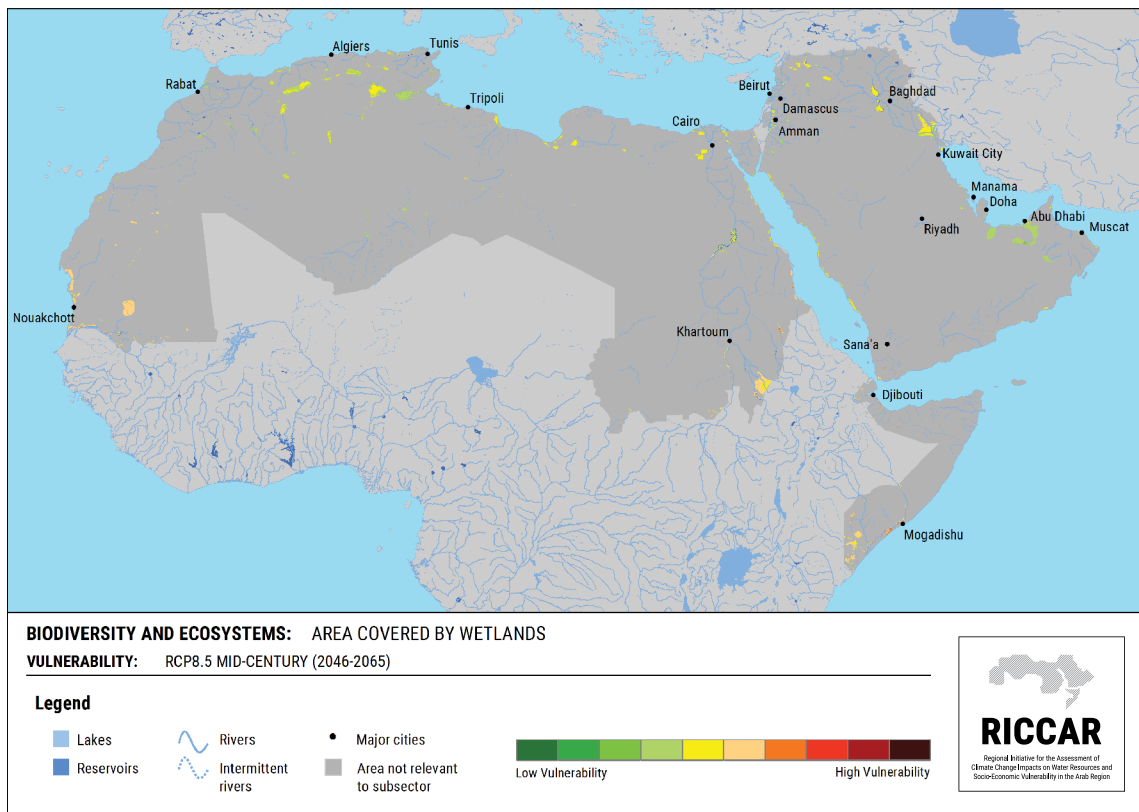 Algiers
Tunis
Rabat
Tripoli
Beirut
Damascus
Amman
Baghdad
Cairo
Kuwait City
Manama
Doha
Abu Dhabi
Muscat
Riyadh
Nouakchott
Khartoum
Sana'a
Djibouti
Mogadishu
BIODIVERSITY AND ECOSYSTEMS: AREA COVERED BY WETLANDS
VULNERABILITY: RCP8.5 MID-CENTURY (2046-2065)
Legend
Lakes
Reservoirs
Rivers
Intermittent
rivers
Major cities
Area not relevant
to subsector
Low Vulnerability
High Vulnerability
RICCAR
Regional Initiative for the Assessment of
Climate Change Impacts on Water Resources and
Socio-Economic Vulnerability in the Arab Region